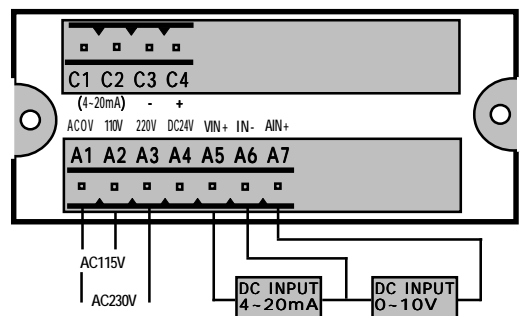 C1 C2 C3 C4
(4~20mA) - +
AC0V 110V 220V DC24V VIN+ IN- AIN+
A1 A2 A3 A4 A5 A6 A7
AC115V
AC230V
DC INPUT
4~20mA
DC INPUT
0~10V